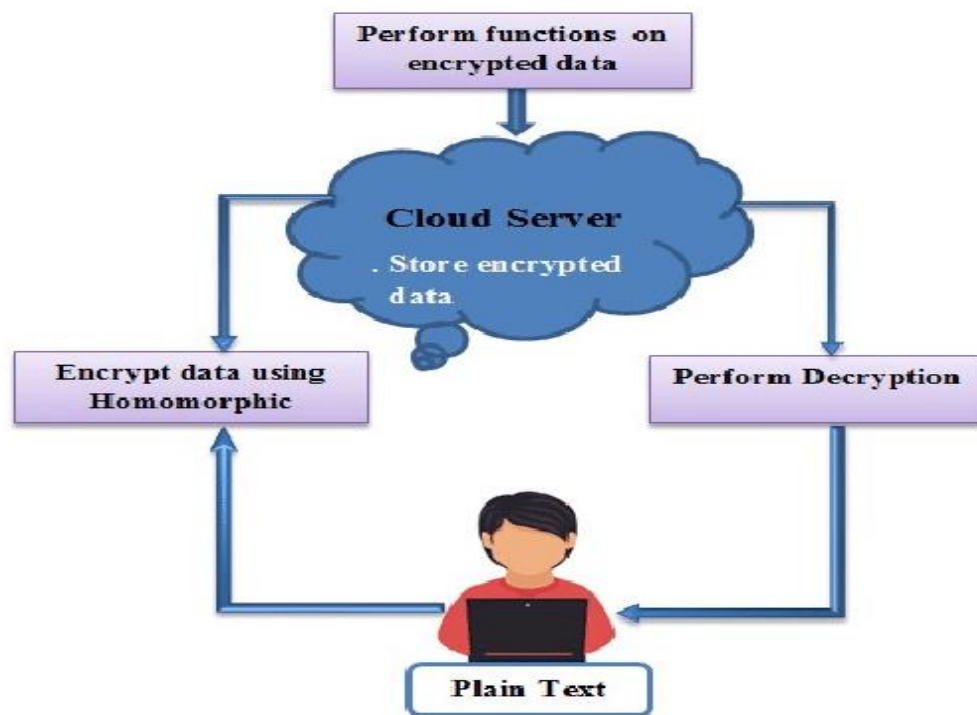 Perform functions on
encrypted data
Cloud Server
. Store encrypted
data
Encrypt data using
Homomorphic
Perform Decryption
Plain Text